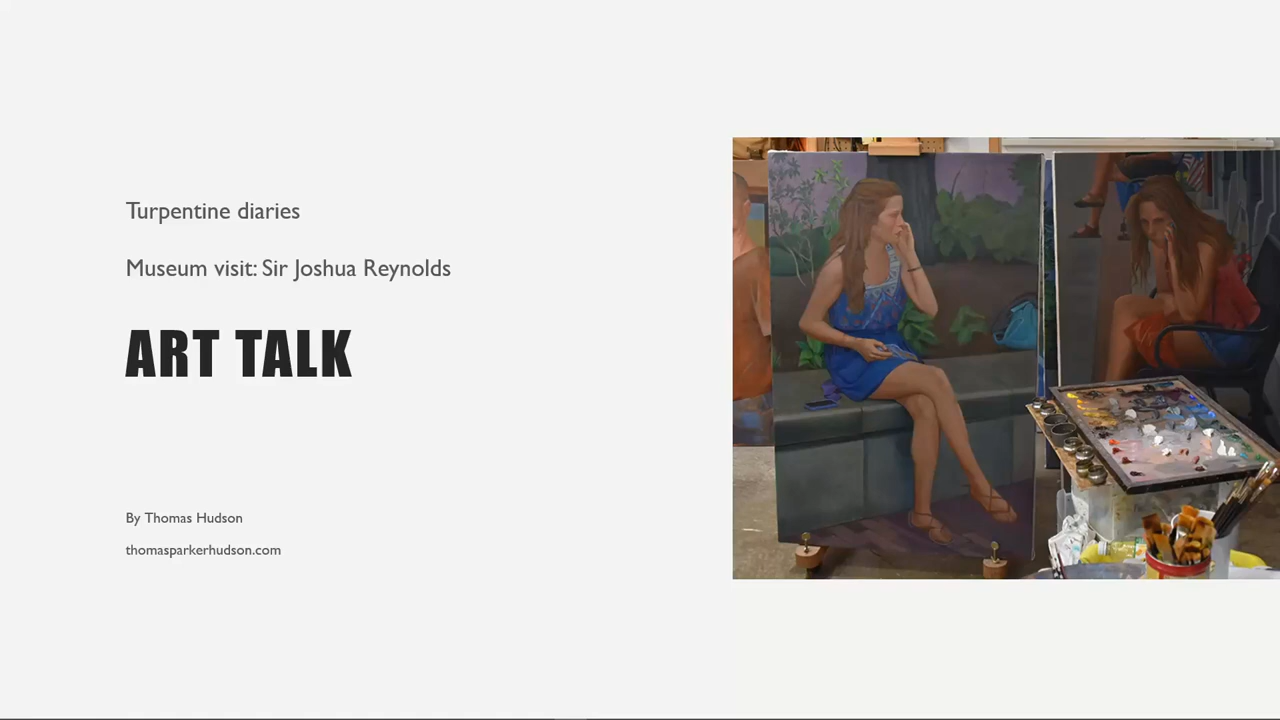 Turpentine diaries
Museum visit: Sir Joshua Reynolds
ART TALK
By Thomas Hudson
thomasparkerhudson.com